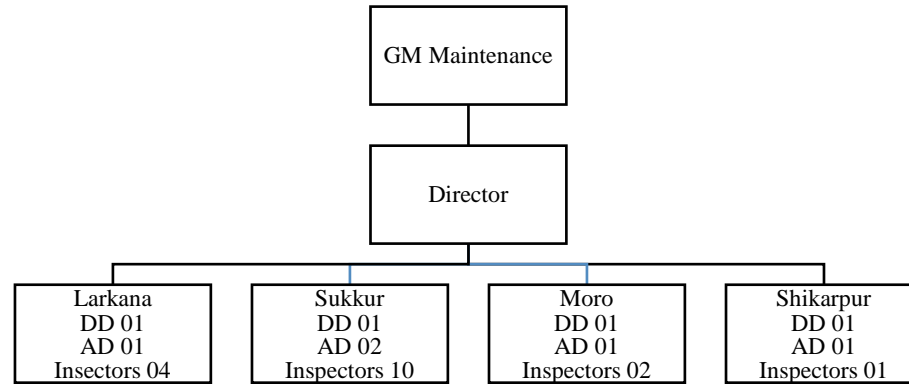 GM Maintenance
Director
Larkana
DD 01
AD 01
Insectors 04
Sukkur
DD 01
AD 02
Inspectors 10
Moro
DD 01
AD 01
Inspectors 02
Shikarpur
DD 01
AD 01
Inspectors 01